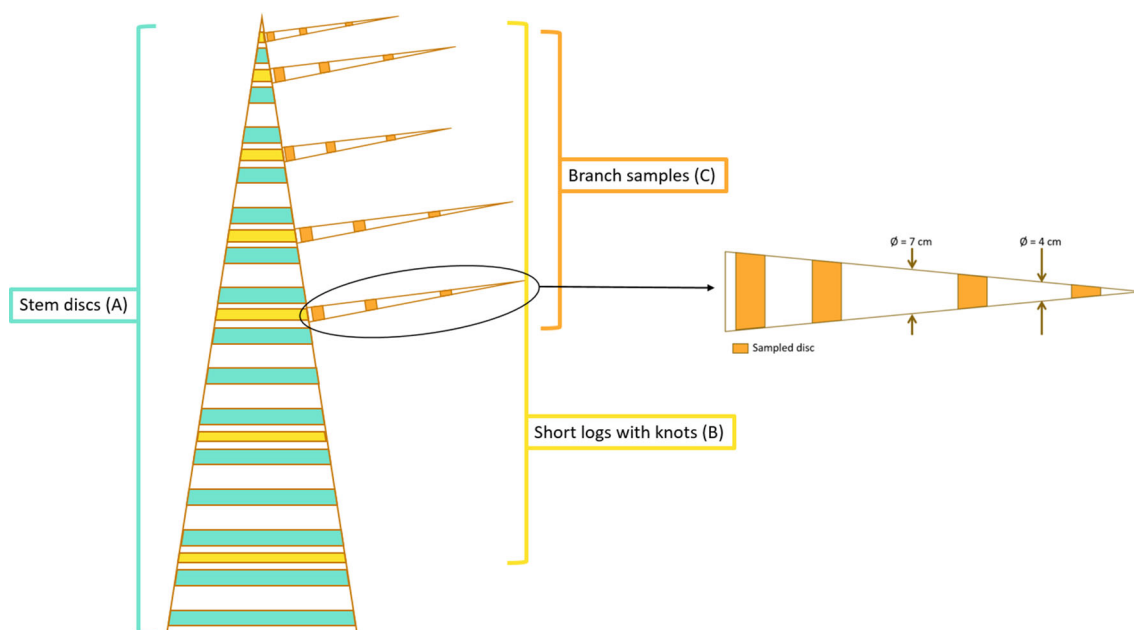 Stem discs (A)
Branch samples (C)
Short logs with knots (B)
Ø = 7 cm
Ø = 4 cm
Sampled disc